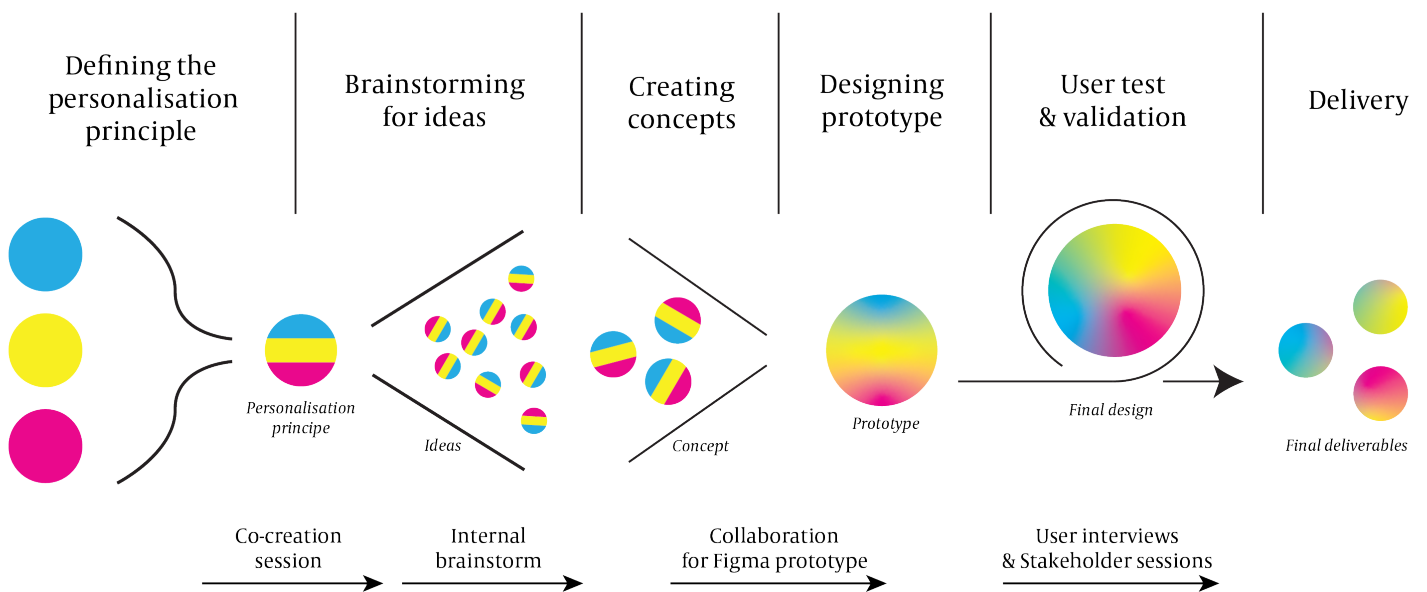 Defining the
personalisation
principle
Brainstorming
for ideas
Creating
concepts
Designing
prototype
User test
& validation
Delivery
Personalisation
principe
Ideas
Concept
Prototype
Final design
Final deliverables
Co-creation
session
Internal
brainstorm
Collaboration
for Figma prototype
User interviews
& Stakeholder sessions